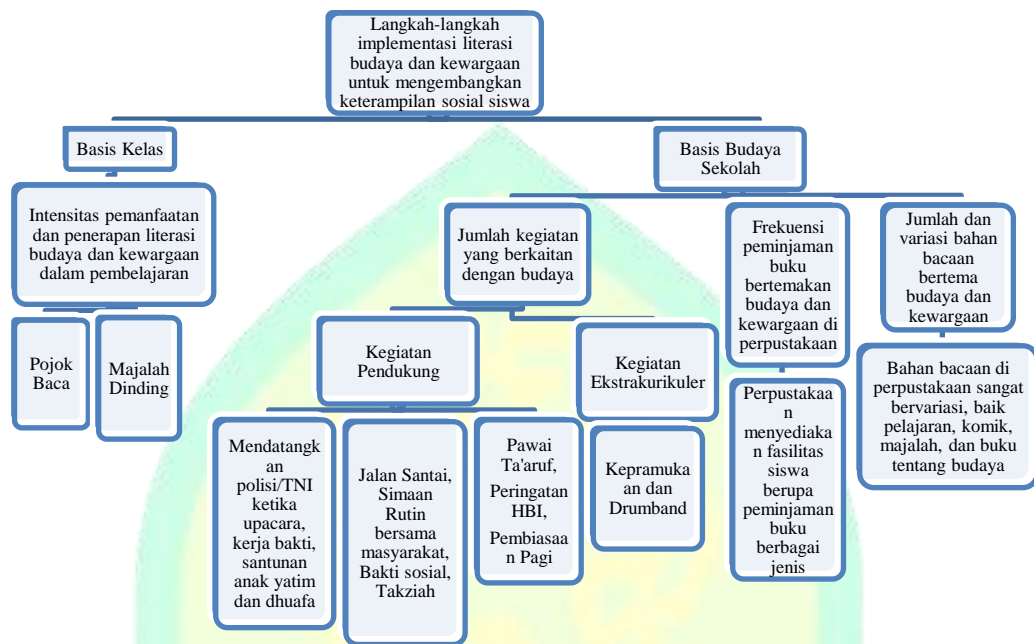 Langkah-langkah
implementasi literasi
budaya dan kewargaan
untuk mengembangkan
keterampilan sosial siswa
Basis Kelas
Basis Budaya
Sekolah
Intensitas pemanfaatan
dan penerapan literasi
budaya dan kewargaan
dalam pembelajaran
Jumlah kegiatan
yang berkaitan
dengan budaya
Frekuensi
peminjaman
buku
bertemakan
budaya dan
kewargaan di
perpustakaan
Jumlah dan
variasi bahan
bacaan
bertema
budaya dan
kewargaan
Pojok
Baca
Majalah
Dinding
Kegiatan
Pendukung
Kegiatan
Ekstrakurikuler
Mendatangk
an
polisi/TNI
ketika
upacara,
kerja bakti,
santunan
anak yatim
dan dhuafa
Jalan Santai,
Simaan
Rutin
bersama
masyarakat,
Bakti sosial,
Takziah
Pawai
Ta'aruf,
Peringatan
HBI,
Pembiasaa
n Pagi
Kepramuka
an dan
Drumband
Perpustakaa
n
menyediaka
n fasilitas
siswa
berupa
peminjaman
buku
berbagai
jenis
Bahan bacaan di
perpustakaan sangat
bervariasi, baik
pelajaran, komik,
majalah, dan buku
tentang budaya